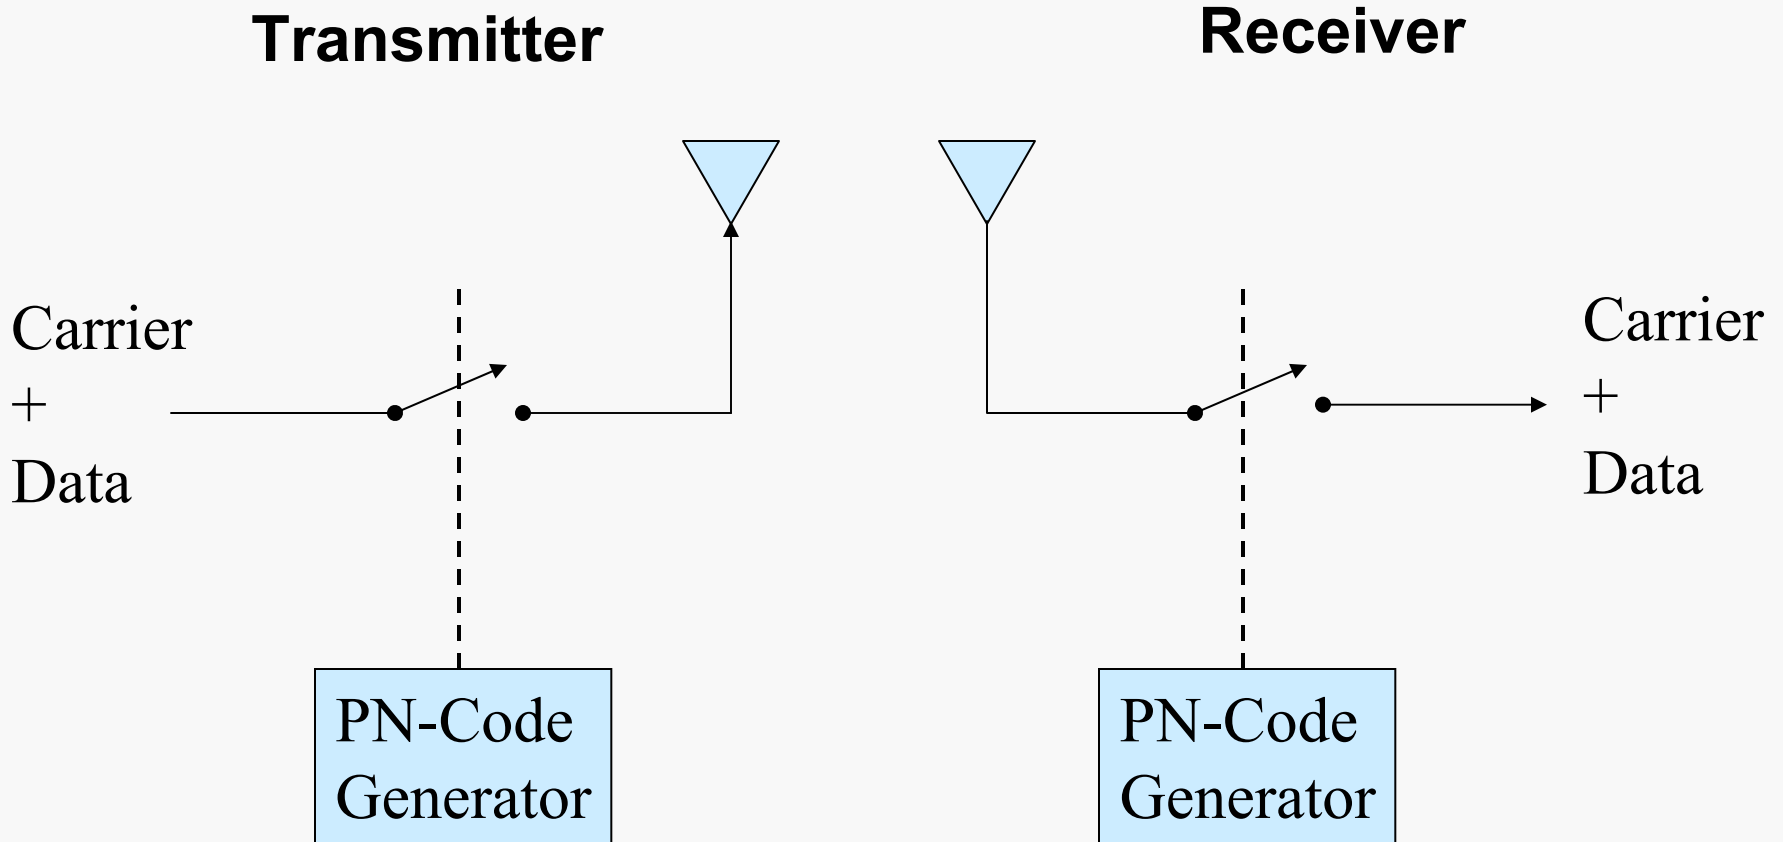 Transmitter
Receiver
Carrier
+
Data
Carrier
+
Data
PN-Code
Generator
PN-Code
Generator